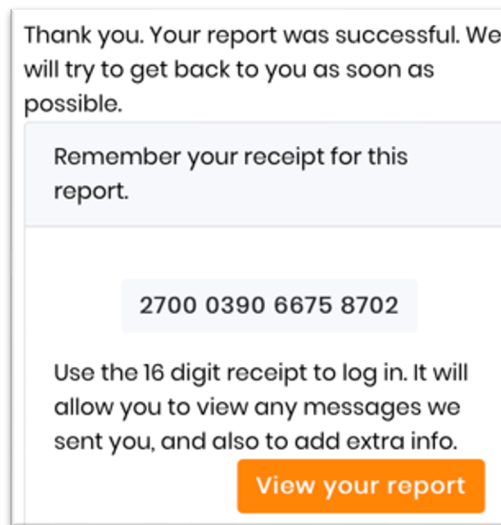 Thank you. Your report was successful. We
will try to get back to you as soon as
possible.
Remember your receipt for this
report.
2700 0390 6675 8702
Use the 16 digit receipt to log in. It will
allow you to view any messages we
sent you, and also to add extra info.
View your report